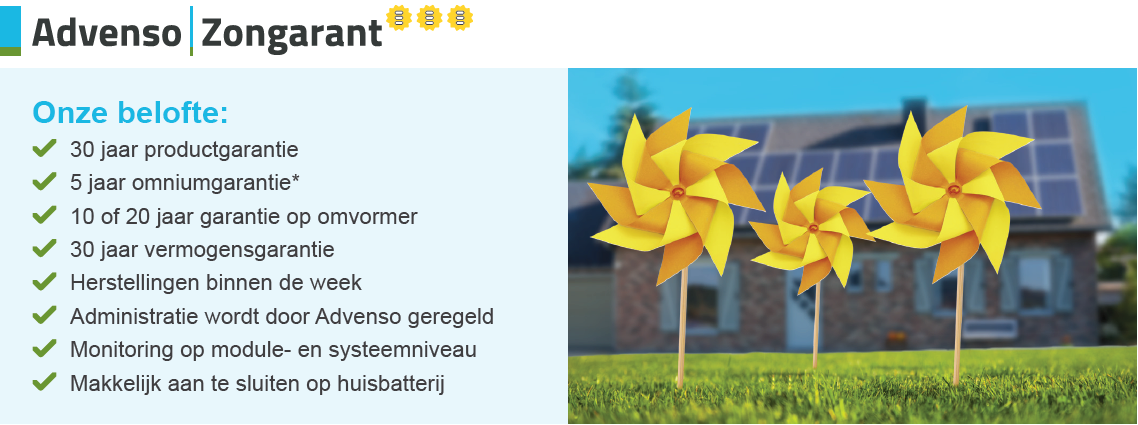 Advenso | Zongarant
Onze belofte:
30 jaar productgarantie
5 jaar omniumgarantie*
10 of 20 jaar garantie op omvormer
30 jaar vermogensgarantie
Herstellingen binnen de week
Administratie wordt door Advenso geregeld
Monitoring op module- en systeemniveau
Makkelijk aan te sluiten op huisbatterij